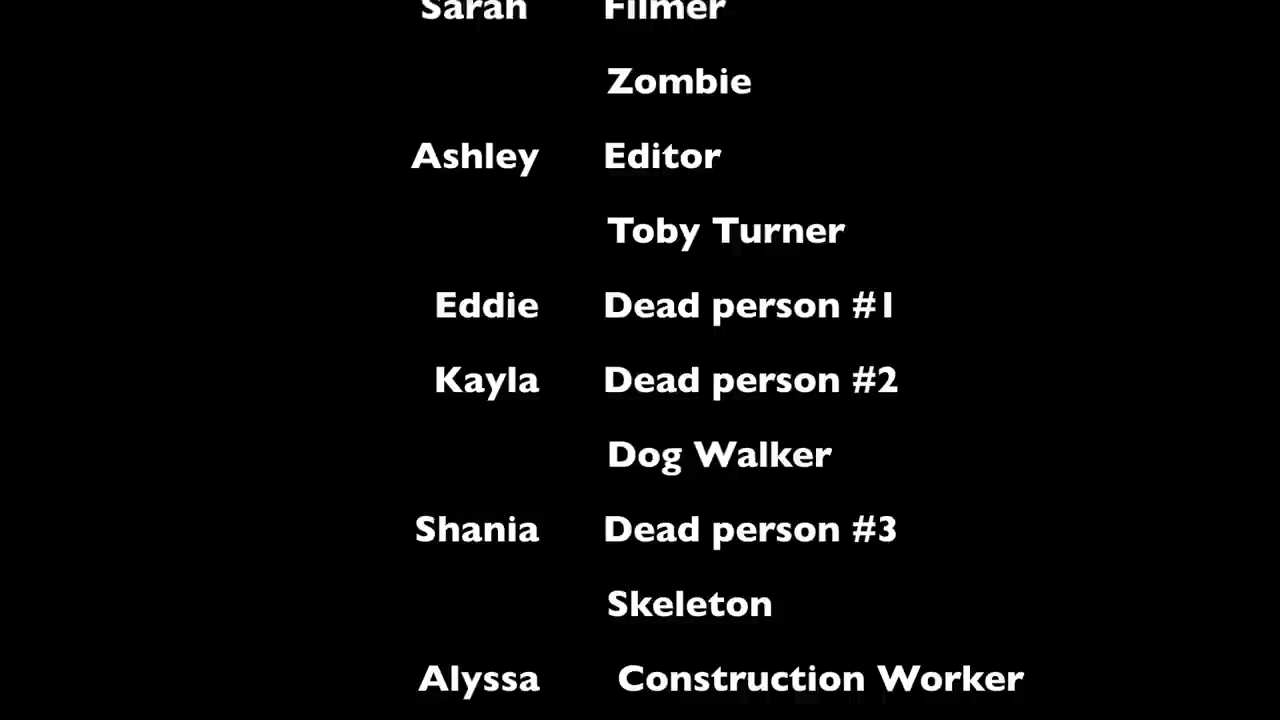 Sarah Filmer
Zombie
Ashley Editor
Toby Turner
Eddie Dead person #1
Kayla Dead person #2
Dog Walker
Shania Dead person #3
Skeleton
Alyssa Construction Worker